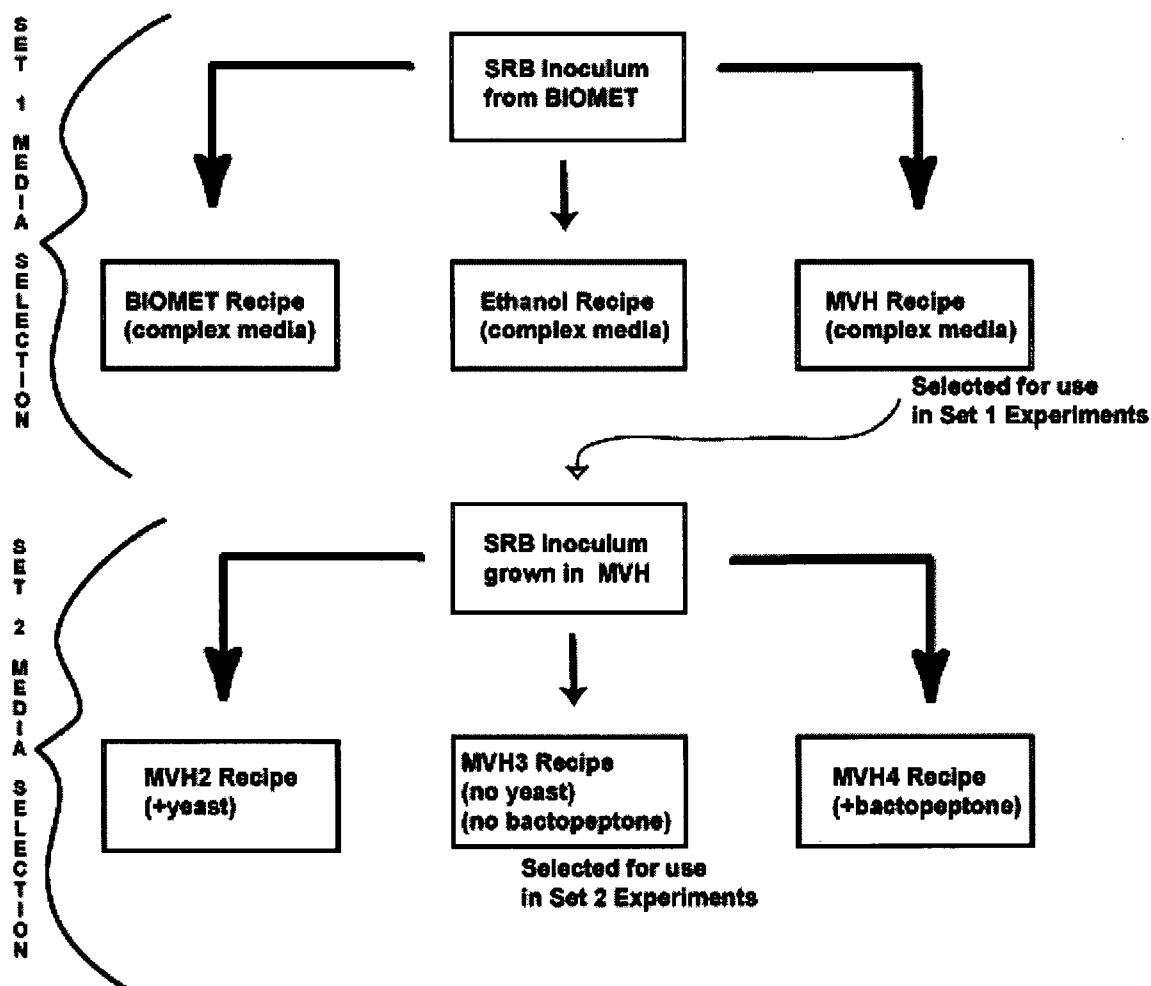 SET 1 MEDIA SELECTION
SRB Inoculum
from BIOMET
BIOMET Recipe
(complex media)
Ethanol Recipe
(complex media)
MVH Recipe
(complex media)
Selected for use
in Set 1 Experiments
SET 2 MEDIA SELECTION
SRB Inoculum
grown in MVH
MVH2 Recipe
(+yeast)
MVH3 Recipe
(no yeast)
(no bactopeptone)
MVH4 Recipe
(+bactopeptone)
Selected for use
in Set 2 Experiments